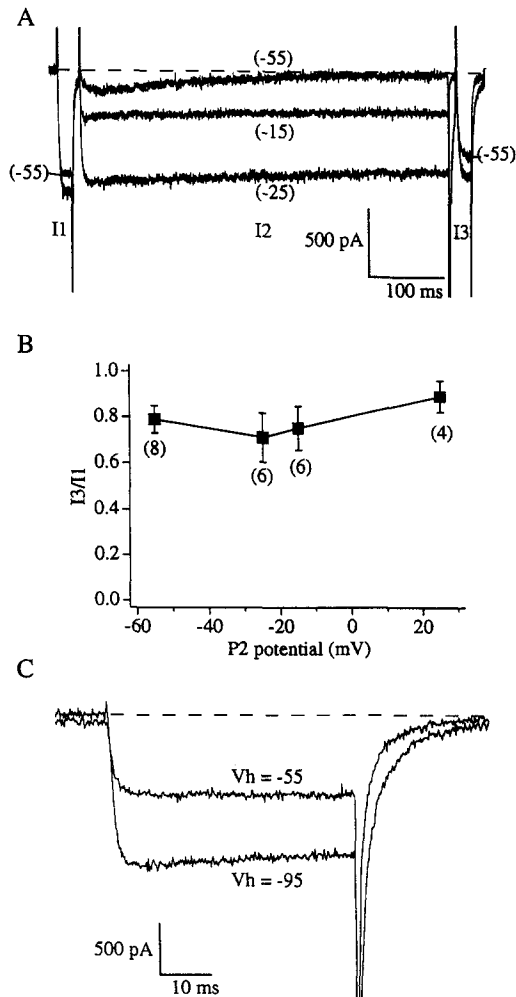 A
(-55)
(-15)
(-55)
(-55)
(-25)
I1
I2
I3
500 pA
100 ms
B
1.0
0.8
0.6
0.4
0.2
0.0
I3/I1
(8)
(6)
(6)
(4)
-60
-40
-20
0
20
P2 potential (mV)
C
Vh = -55
Vh = -95
500 pA
10 ms